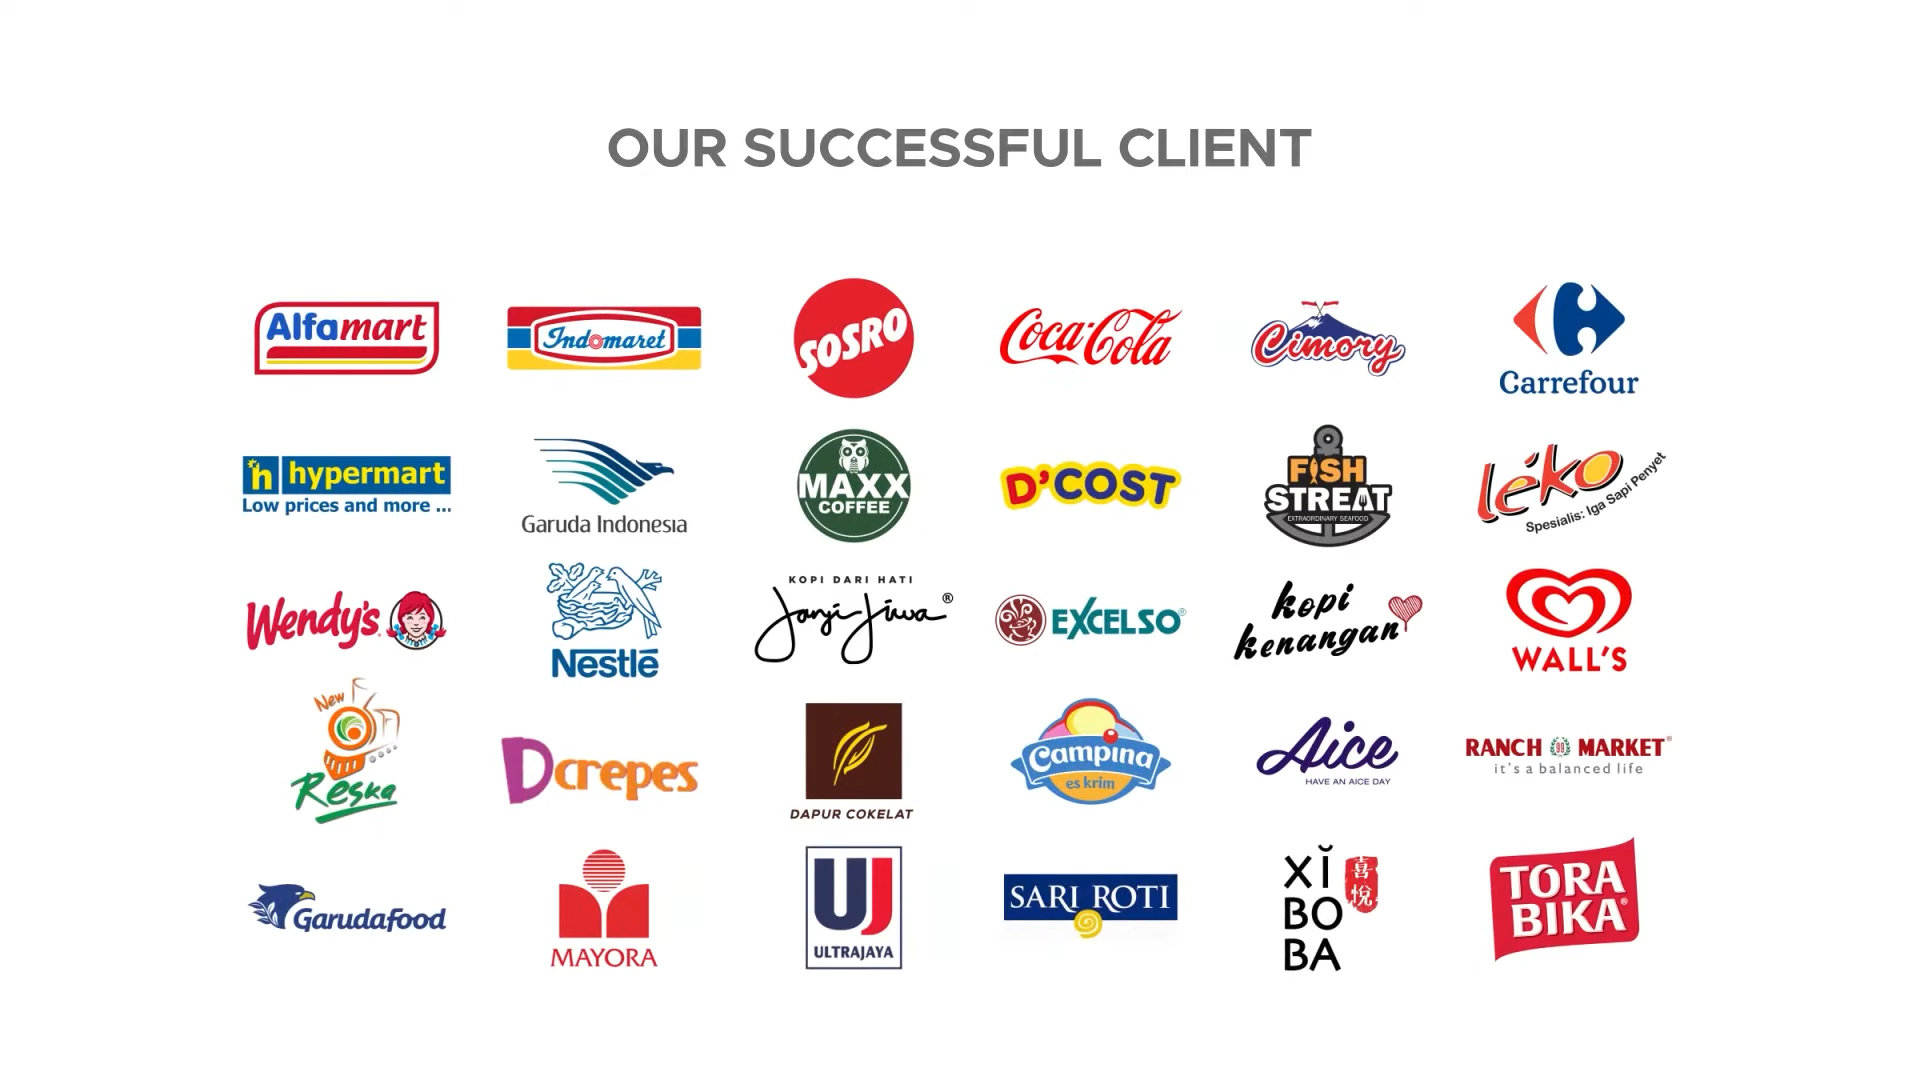 OUR SUCCESSFUL CLIENT
Alfamart
Indomaret
SOSRO
Coca-Cola
Cimory
Carrefour
h hypermart
Low prices and more ...
Garuda Indonesia
MAXX
COFFEE
D'COST
FISH
STREAT
EXTRAORDINARY SEAFOOD
léko
Spesialis: Iga Sapi Penyet
Wendy's
Nestlé
KOPI DARI HATI
Janji Jiwa ®
EXCELSO ®
kopi
kenangan
WALL'S
New
Reska
Dcrepes
DAPUR COKELAT
Campina
es krim
Aice
HAVE AN AICE DAY
RANCH 99 MARKET®
it's a balanced life
Garudafood
MAYORA
UJ
ULTRAJAYA
SARI ROTI
XǏ
BO
BA
喜
悅
TORA
BIKA®